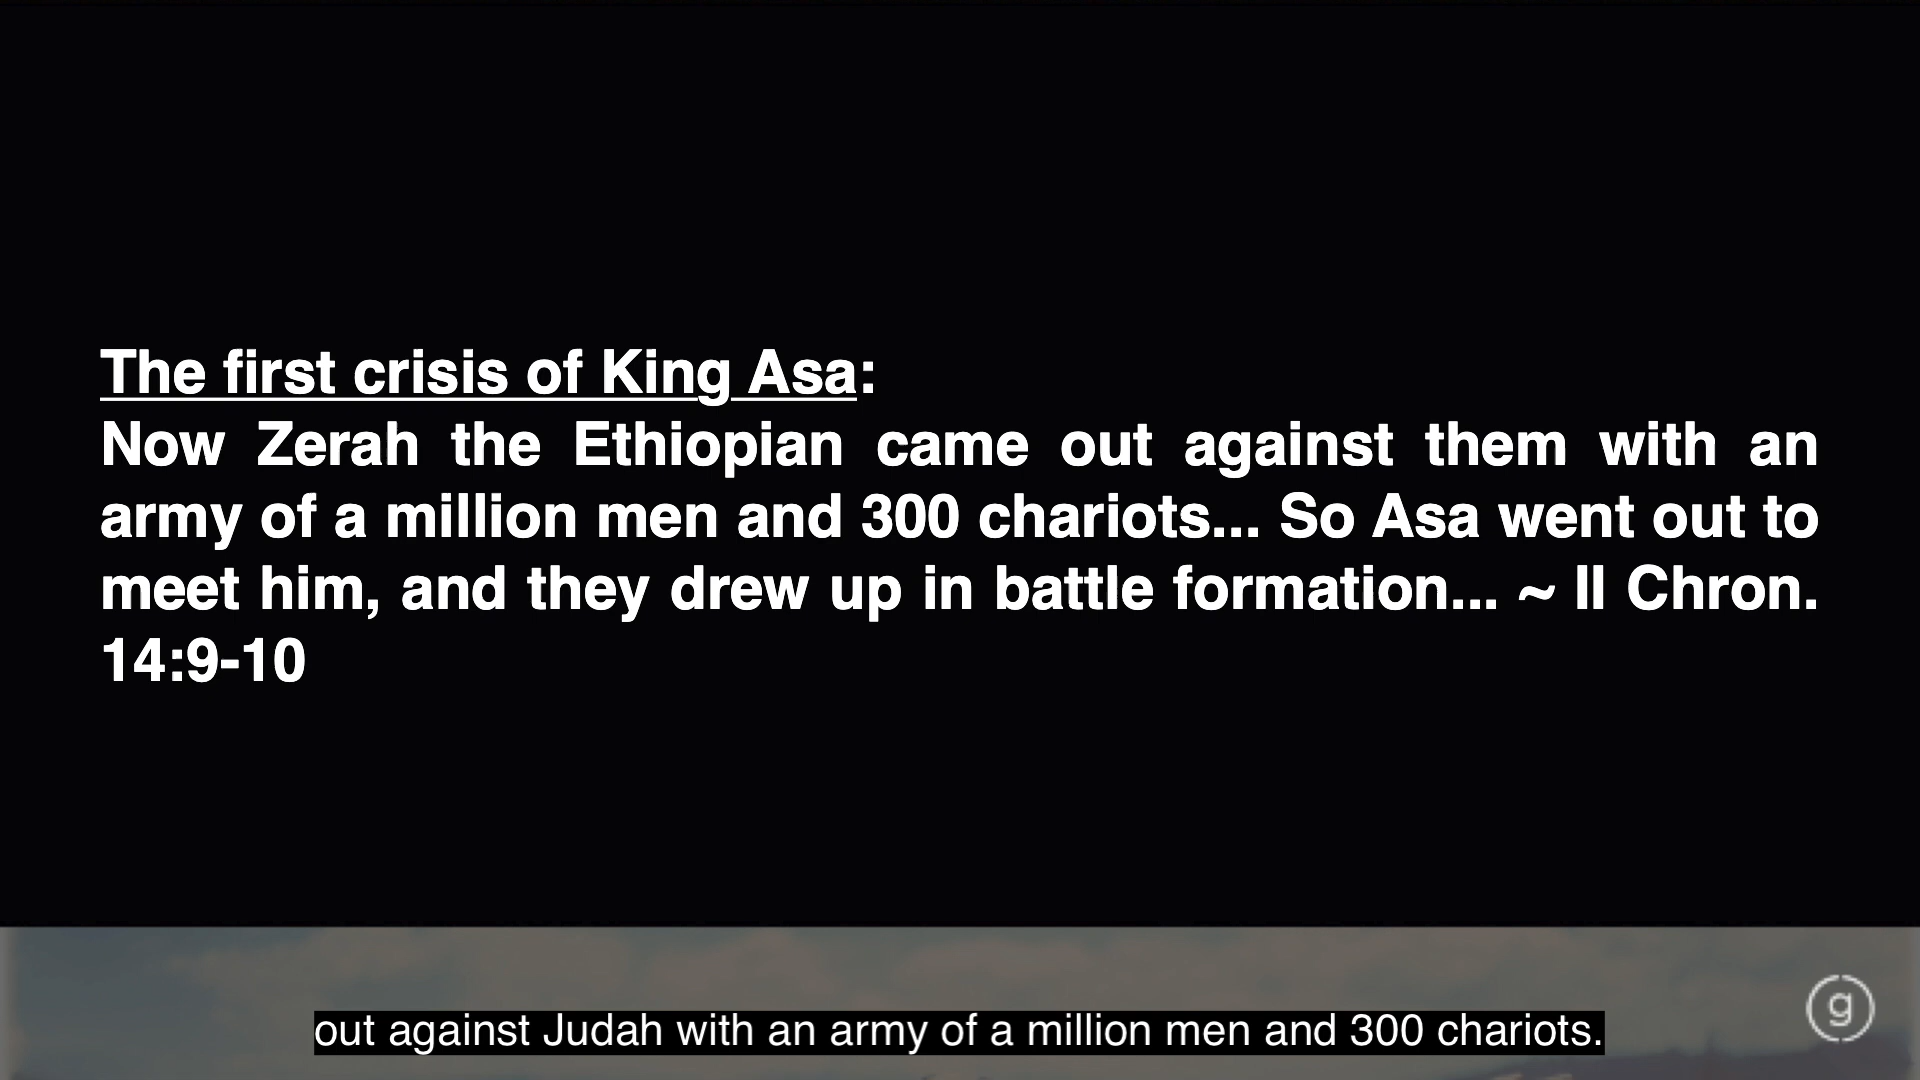 The first crisis of King Asa:
Now Zerah the Ethiopian came out against them with an
army of a million men and 300 chariots... So Asa went out to
meet him, and they drew up in battle formation... ~ II Chron.
14:9-10
out against Judah with an army of a million men and 300 chariots.
g